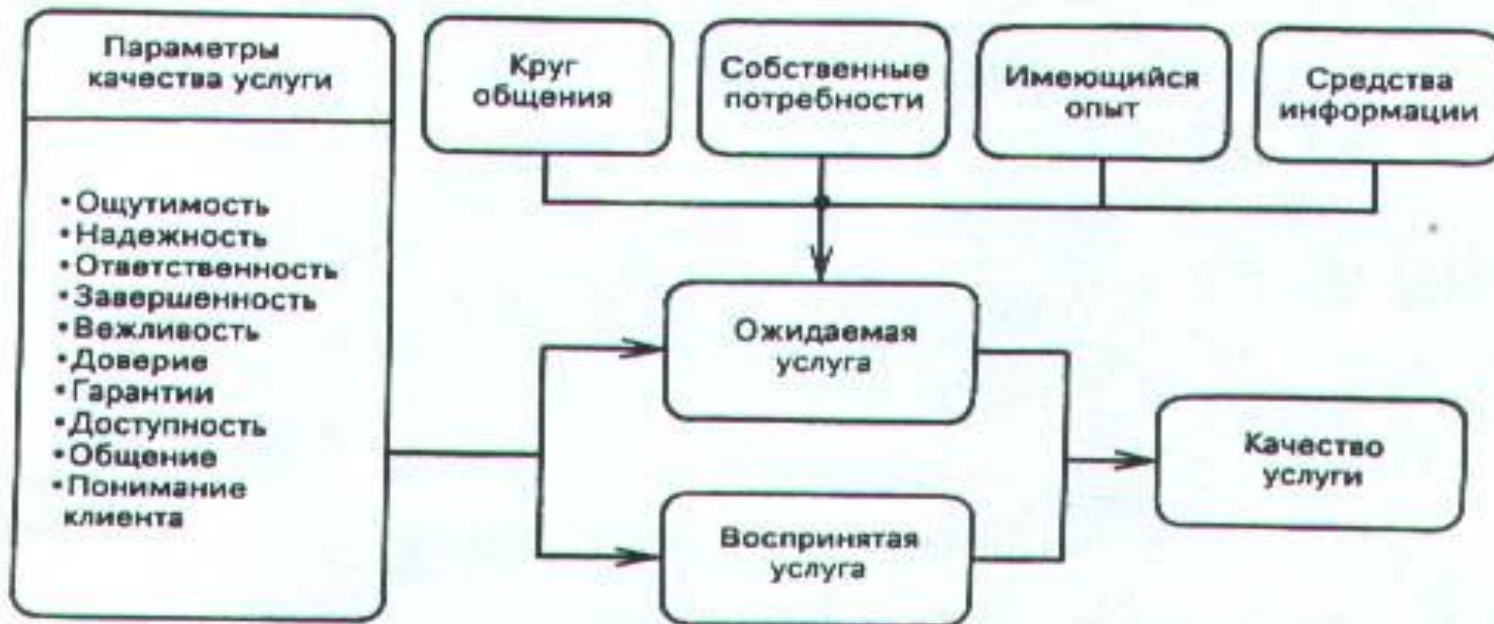 Параметры
качества услуги
•Ощутимость
•Надежность
•Ответственность
•Завершенность
•Вежливость
•Доверие
•Гарантии
•Доступность
•Общение
•Понимание
клиента
Круг
общения
Собственные
потребности
Имеющийся
опыт
Средства
информации
Ожидаемая
услуга
Воспринятая
услуга
Качество
услуги